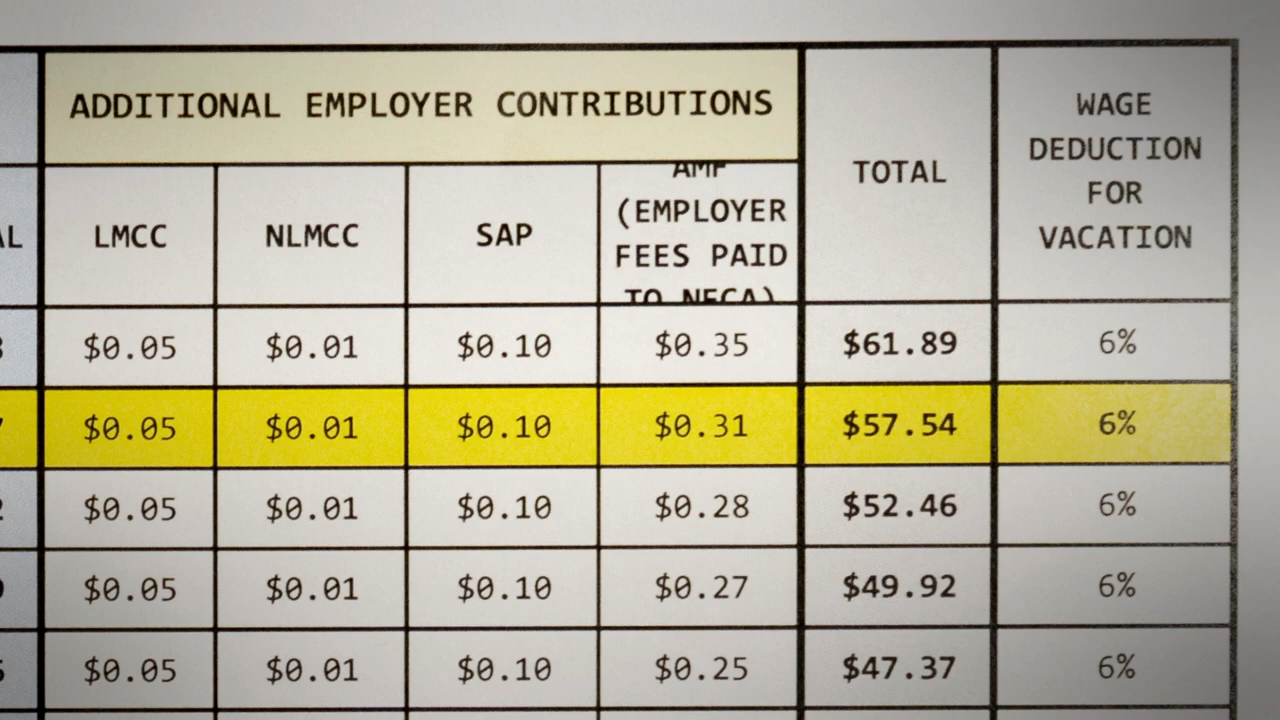 ADDITIONAL EMPLOYER CONTRIBUTIONS
TOTAL
WAGE
DEDUCTION
FOR
VACATION
LMCC NLMCC SAP
AMF
(EMPLOYER
FEES PAID
TO NECA)
$0.05 $0.01 $0.10 $0.35 $61.89 6%
$0.05 $0.01 $0.10 $0.31 $57.54 6%
$0.05 $0.01 $0.10 $0.28 $52.46 6%
$0.05 $0.01 $0.10 $0.27 $49.92 6%
$0.05 $0.01 $0.10 $0.25 $47.37 6%